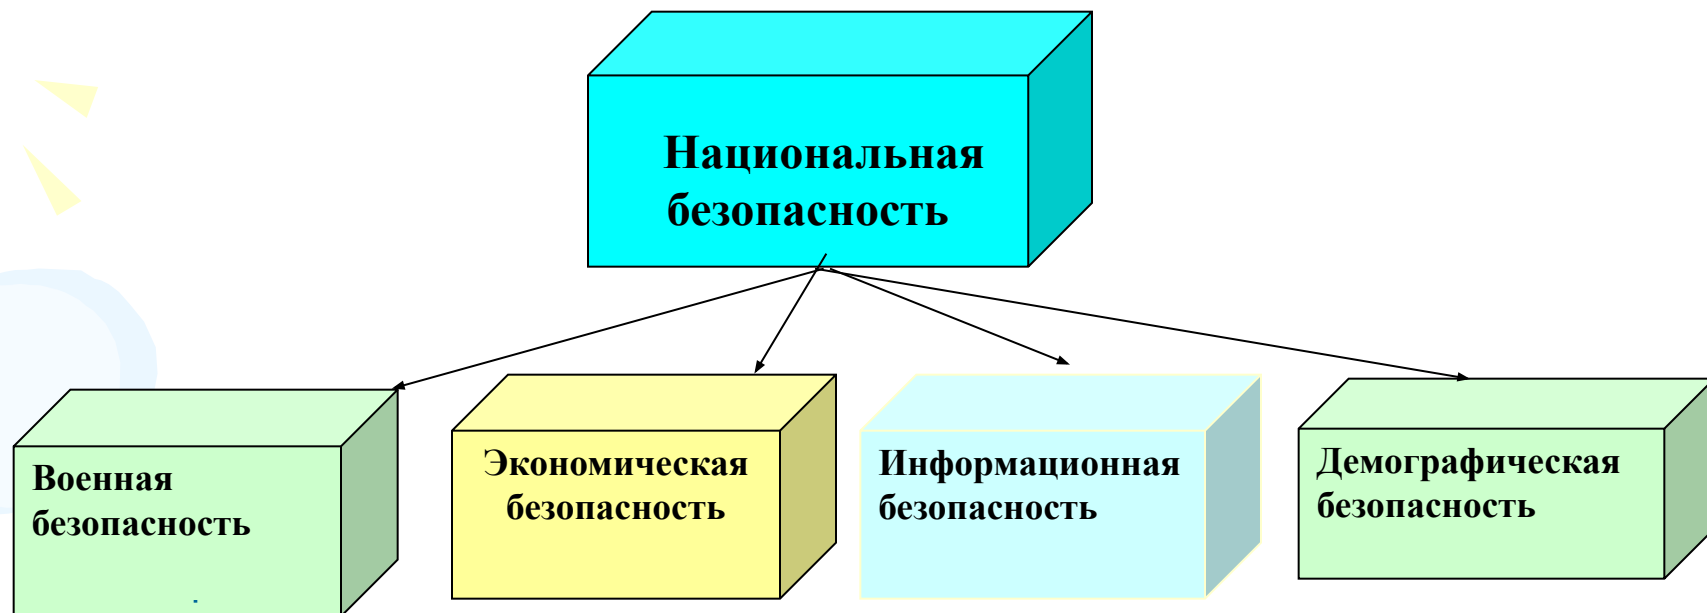 Национальная
безопасность
Военная
безопасность
Экономическая
безопасность
Информационная
безопасность
Демографическая
безопасность